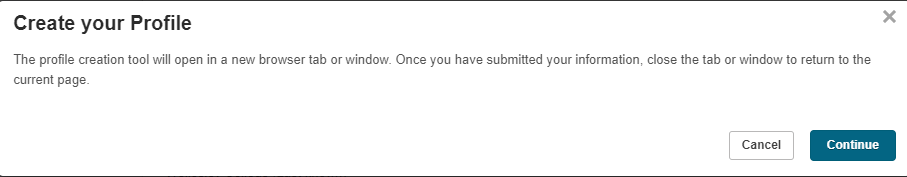 Create your Profile
The profile creation tool will open in a new browser tab or window. Once you have submitted your information, close the tab or window to return to the
current page.
Cancel
Continue